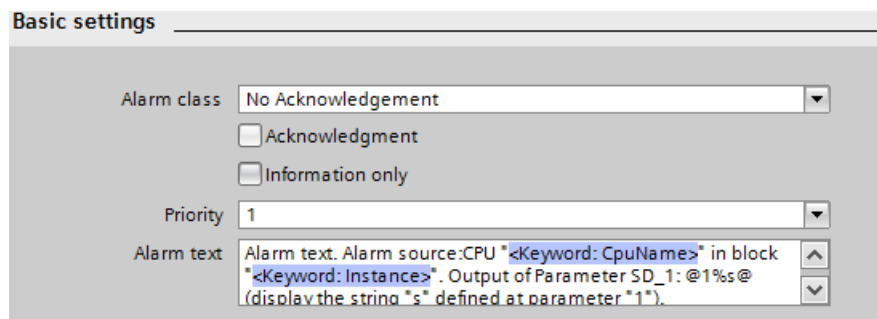 Basic settings
Alarm class No Acknowledgement
Acknowledgment
Information only
Priority 1
Alarm text Alarm text. Alarm source:CPU "<Keyword: CpuName>" in block
"<Keyword: Instance>". Output of Parameter SD_1: @1%s@
(display the string "s" defined at parameter "1").